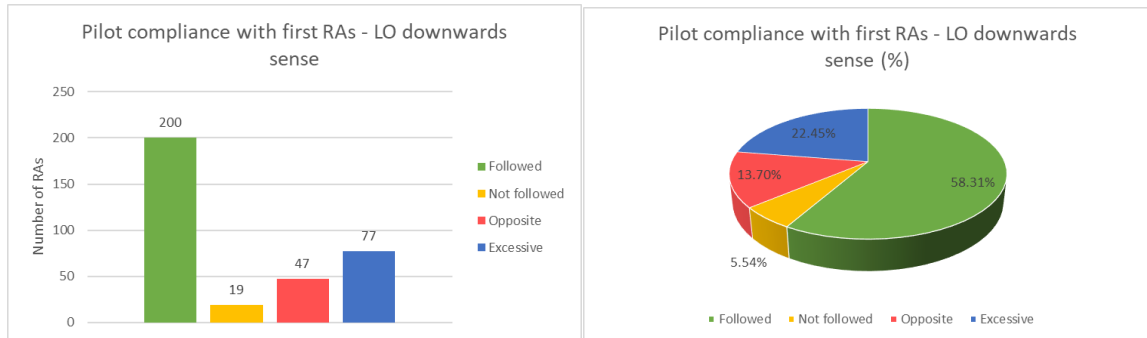 Pilot compliance with first RAs - LO downwards
sense
Number of RAs
250
200
150
100
50
0
200
19
47
77
Followed
Not followed
Opposite
Excessive
Pilot compliance with first RAs - LO downwards
sense (%)
22.45%
13.70%
58.31%
5.54%
Followed
Not followed
Opposite
Excessive